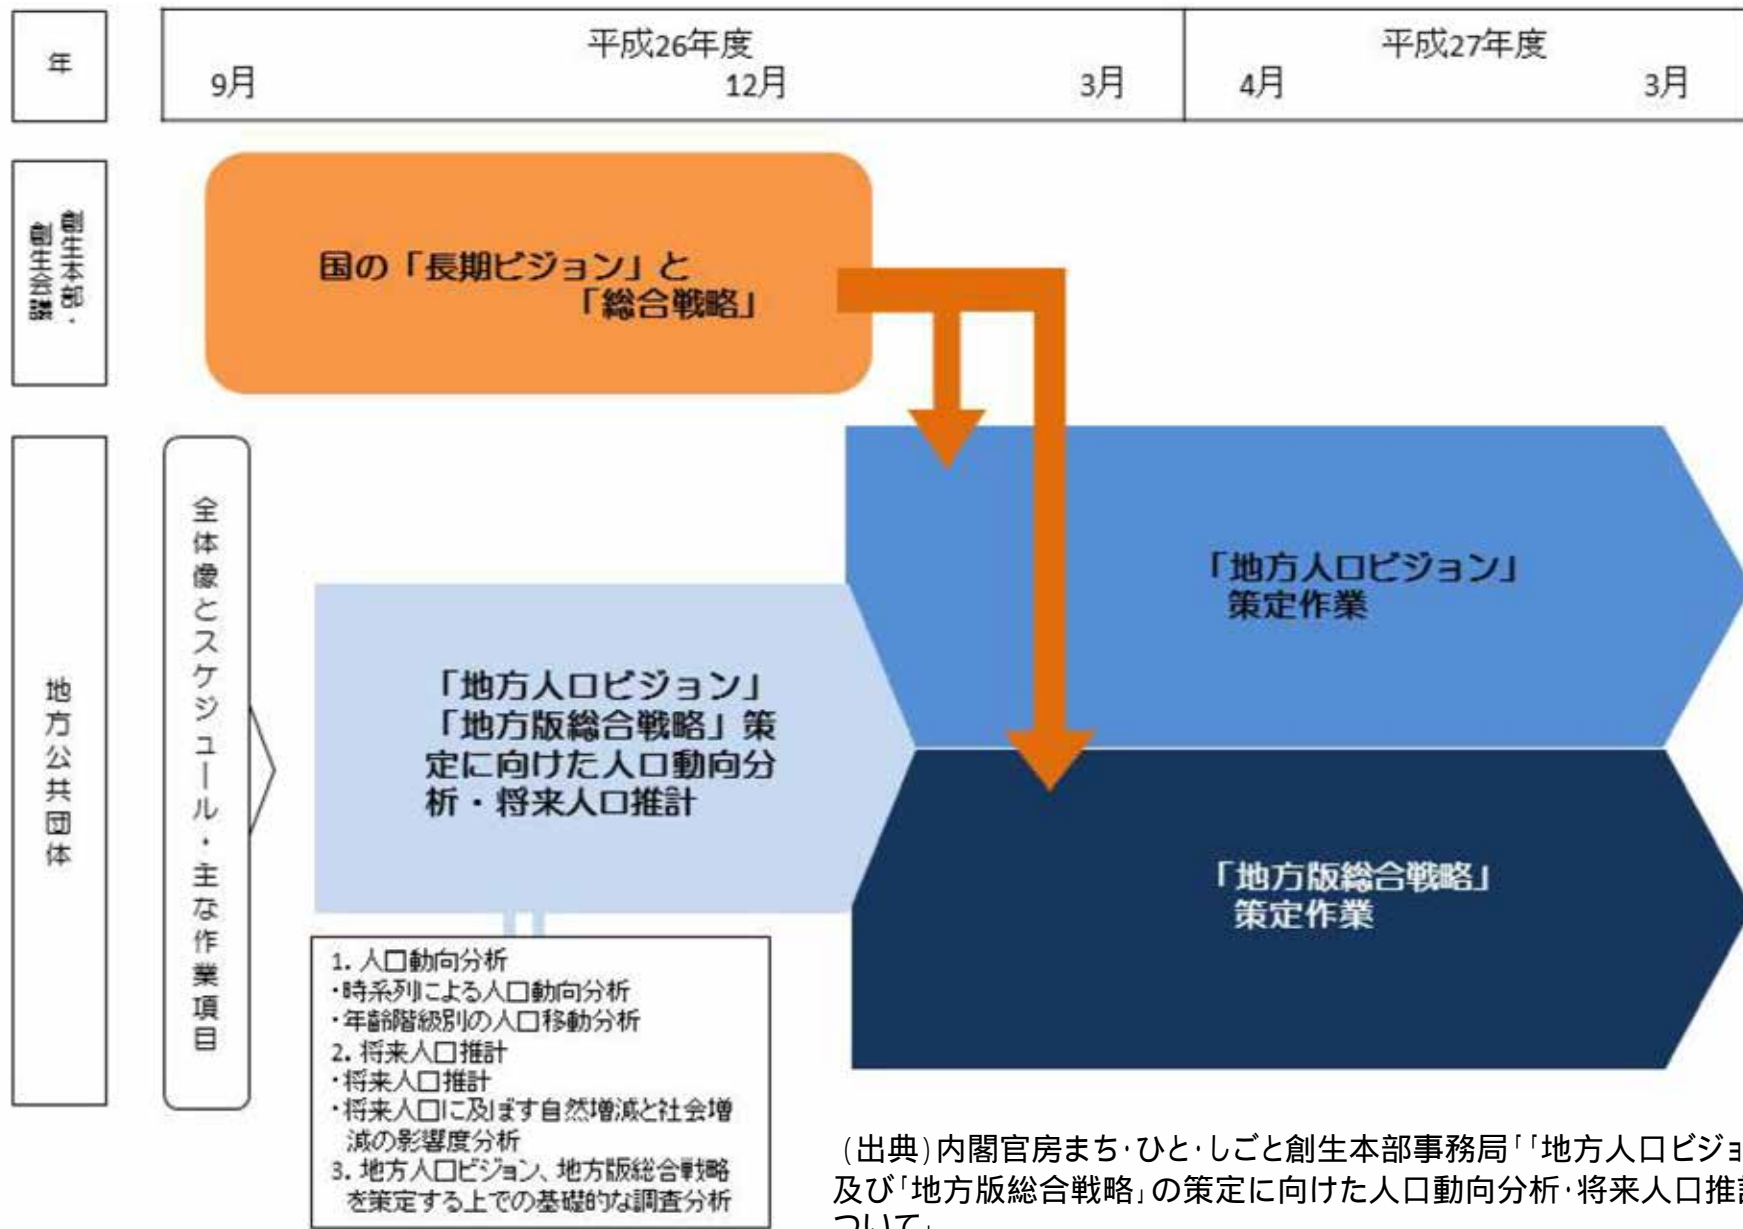 年
平成26年度
平成27年度
9月
12月
3月
4月
3月
創生本部・
創生会議
国の「長期ビジョン」と
「総合戦略」
地方公共団体
全体像とスケジュール・主な作業項目
「地方人口ビジョン」
「地方版総合戦略」策
定に向けた人口動向分
析・将来人口推計
「地方人口ビジョン」
策定作業
「地方版総合戦略」
策定作業
1. 人口動向分析
・時系列による人口動向分析
・年齢階級別の人口移動分析
2. 将来人口推計
・将来人口推計
・将来人口に及ぼす自然増減と社会増
減の影響度分析
3. 地方人口ビジョン、地方版総合戦略
を策定する上での基礎的な調査分析
(出典)内閣官房まち・ひと・しごと創生本部事務局「「地方人口ビジョ
及び「地方版総合戦略」の策定に向けた人口動向分析・将来人口推計
ついて」